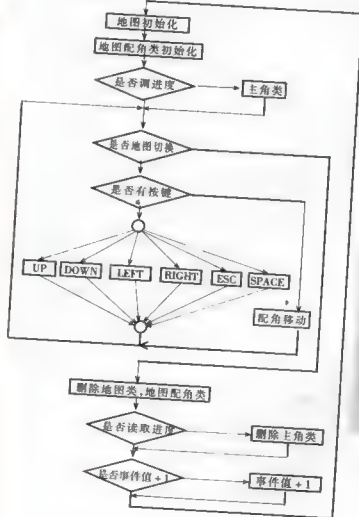 地图初始化
地图配角类初始化
是否调进度
主角类
是否地图切换
是否有按键
UP DOWN LEFT RIGHT ESC SPACE
配角移动
删除地图类,地图配角类
是否读取进度
删除主角类
是否事件值+1
事件值+1